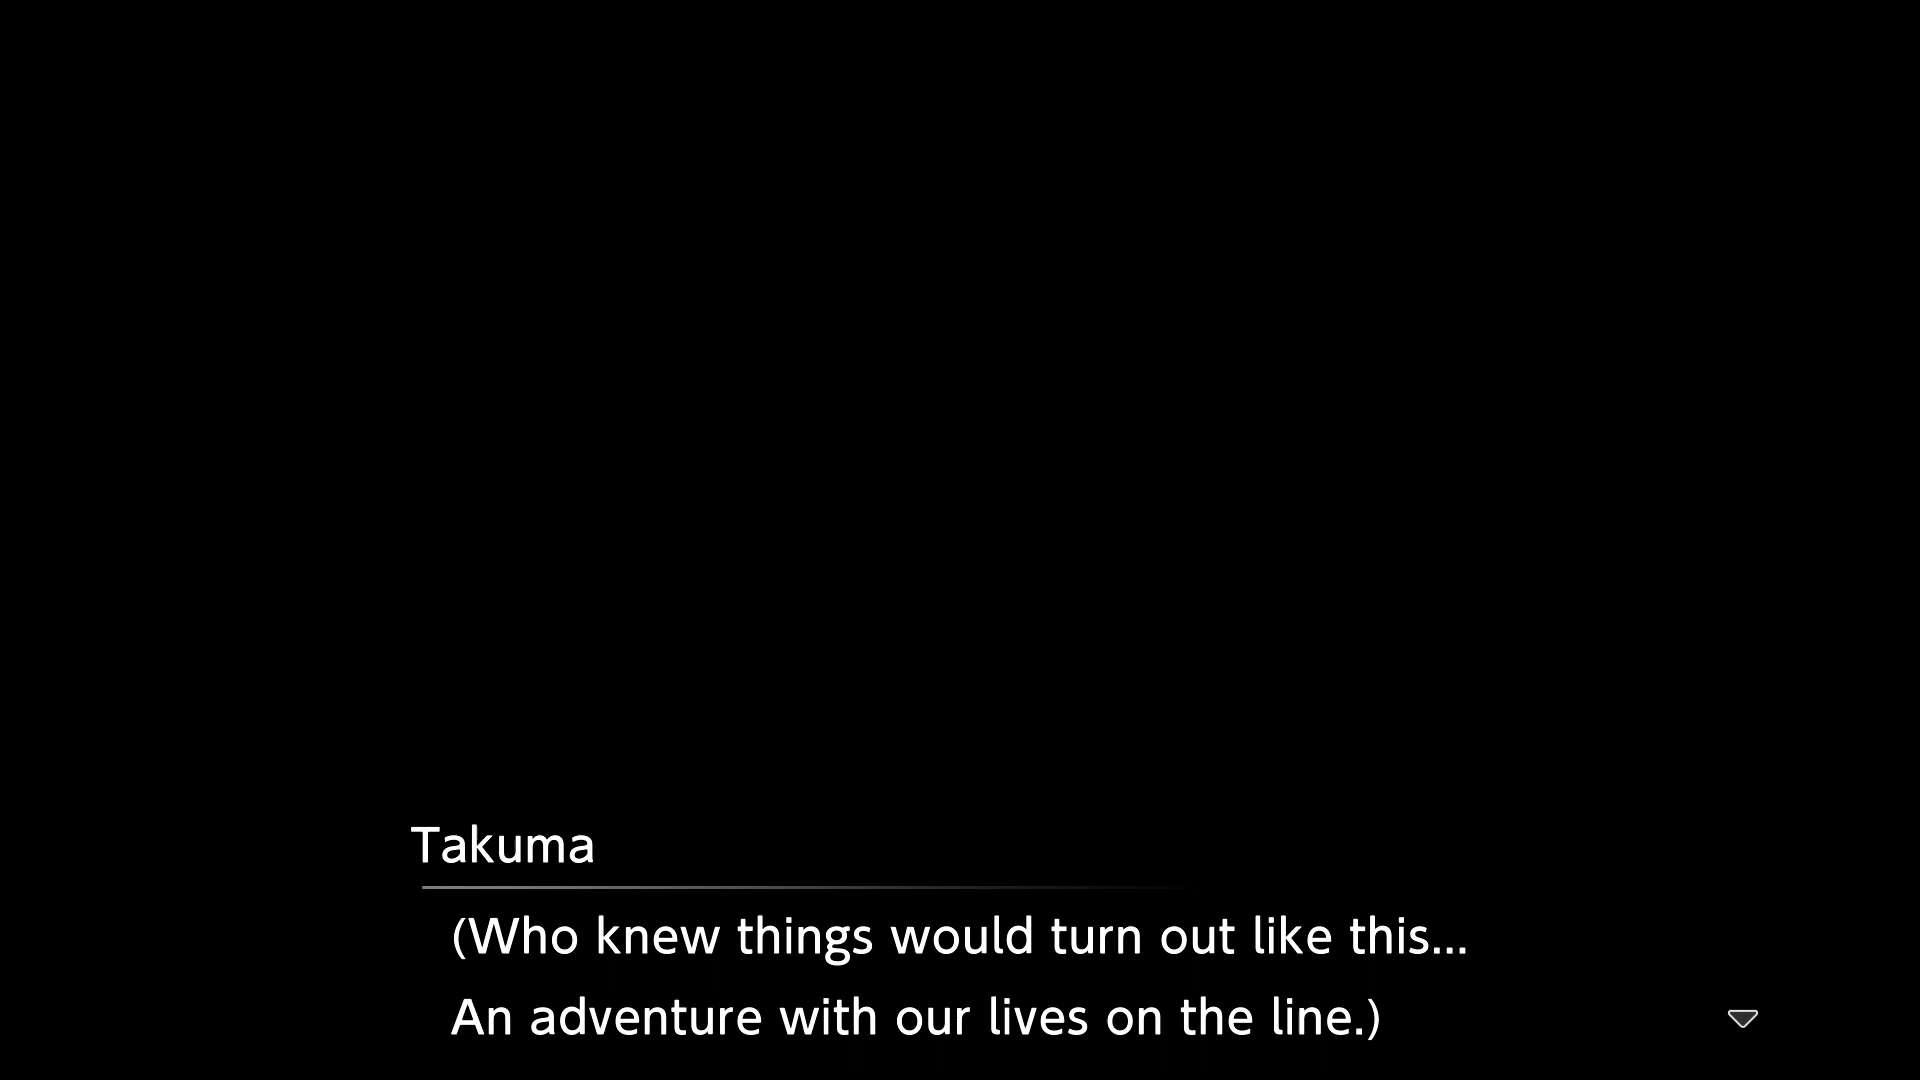 Takuma
(Who knew things would turn out like this...
An adventure with our lives on the line.)